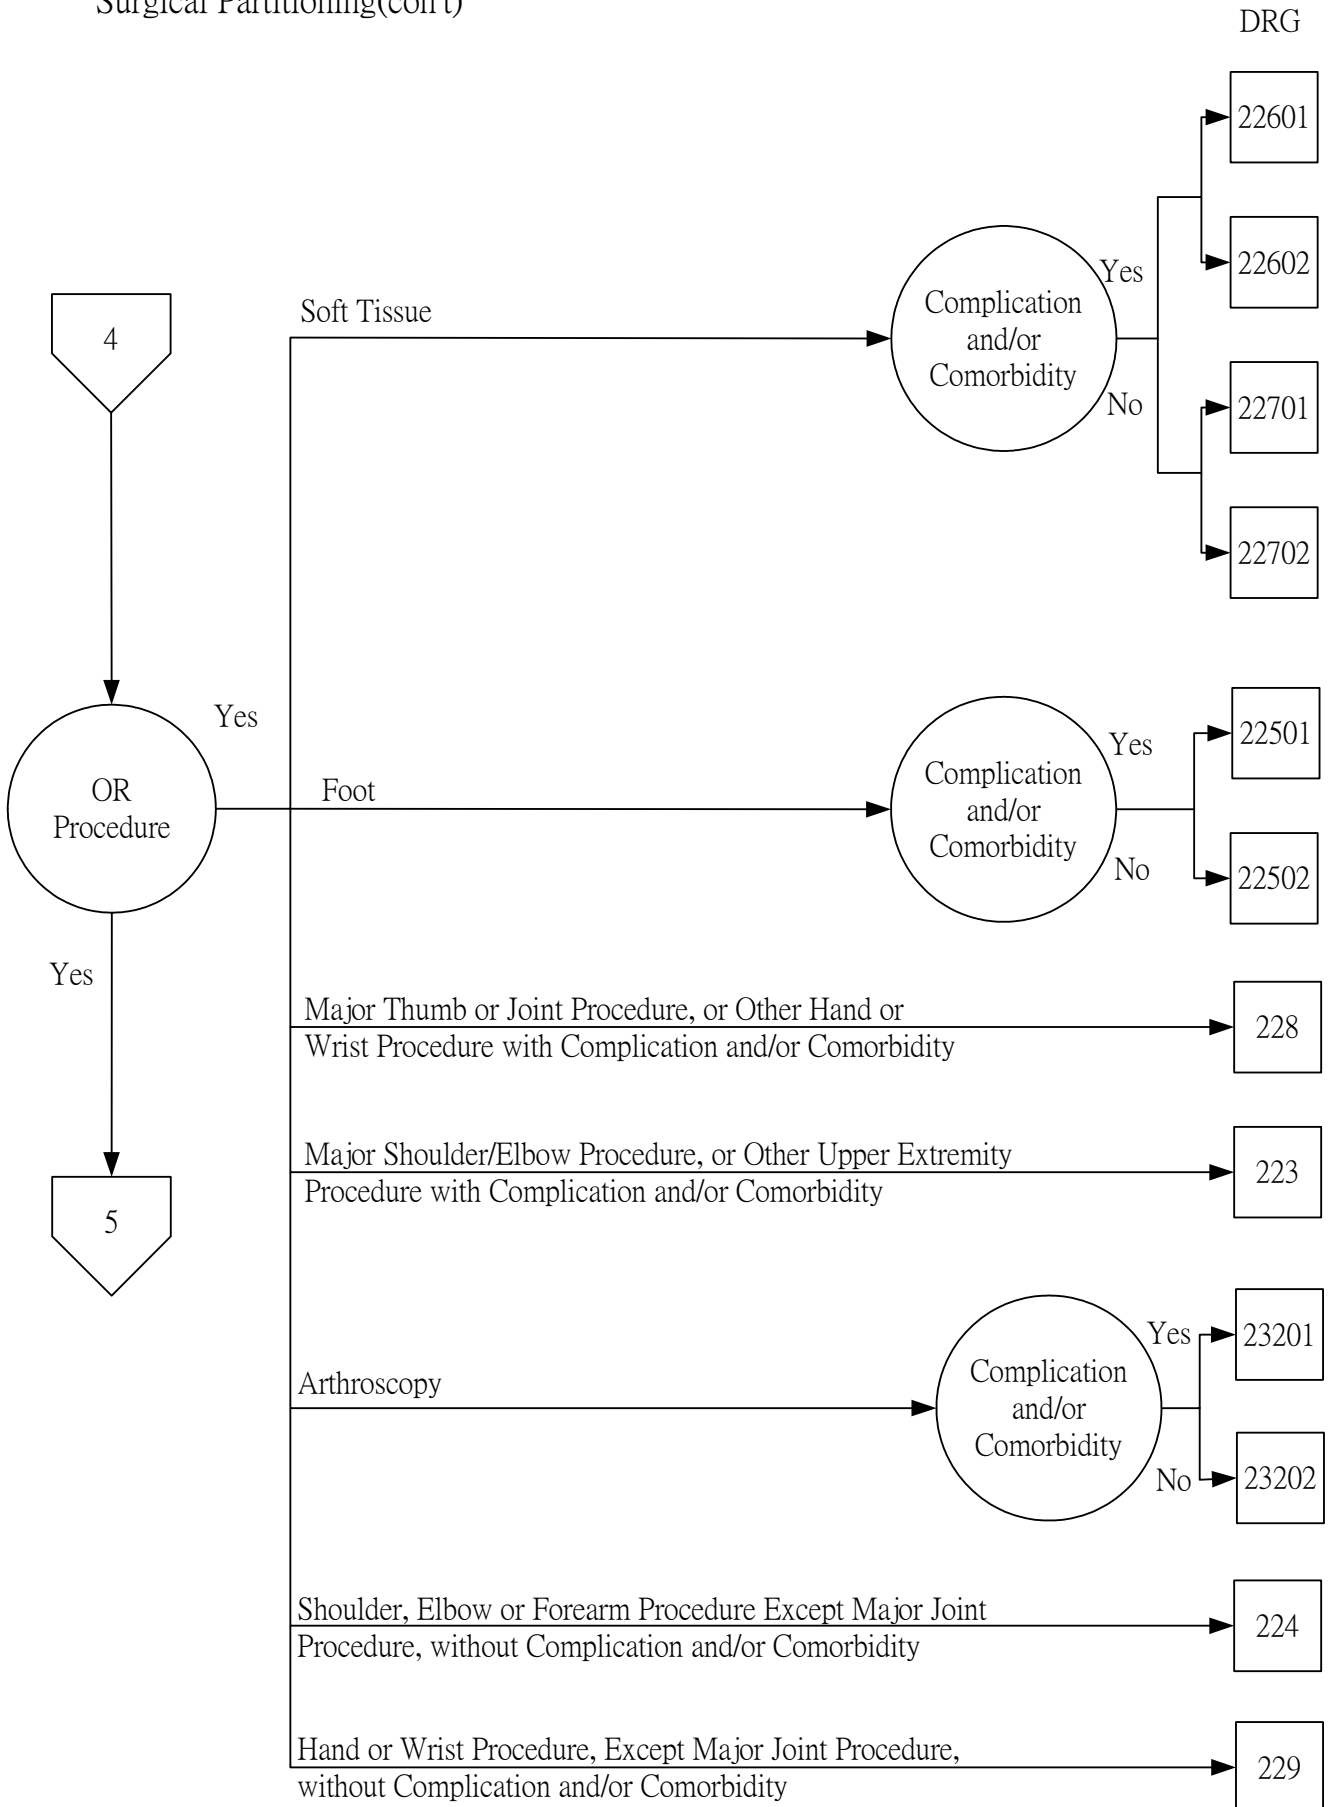 Surgical Partitioning(con't)
DRG
22601
22602
Yes
Soft Tissue
Complication
and/or
Comorbidity
4
No
22701
22702
Yes
22501
Yes
Foot
Complication
and/or
Comorbidity
OR
Procedure
No
22502
Yes
Major Thumb or Joint Procedure, or Other Hand or
Wrist Procedure with Complication and/or Comorbidity
228
Major Shoulder/Elbow Procedure, or Other Upper Extremity
Procedure with Complication and/or Comorbidity
223
5
Yes
23201
Arthroscopy
Complication
and/or
Comorbidity
No
23202
Shoulder, Elbow or Forearm Procedure Except Major Joint
Procedure, without Complication and/or Comorbidity
224
Hand or Wrist Procedure, Except Major Joint Procedure,
without Complication and/or Comorbidity
229